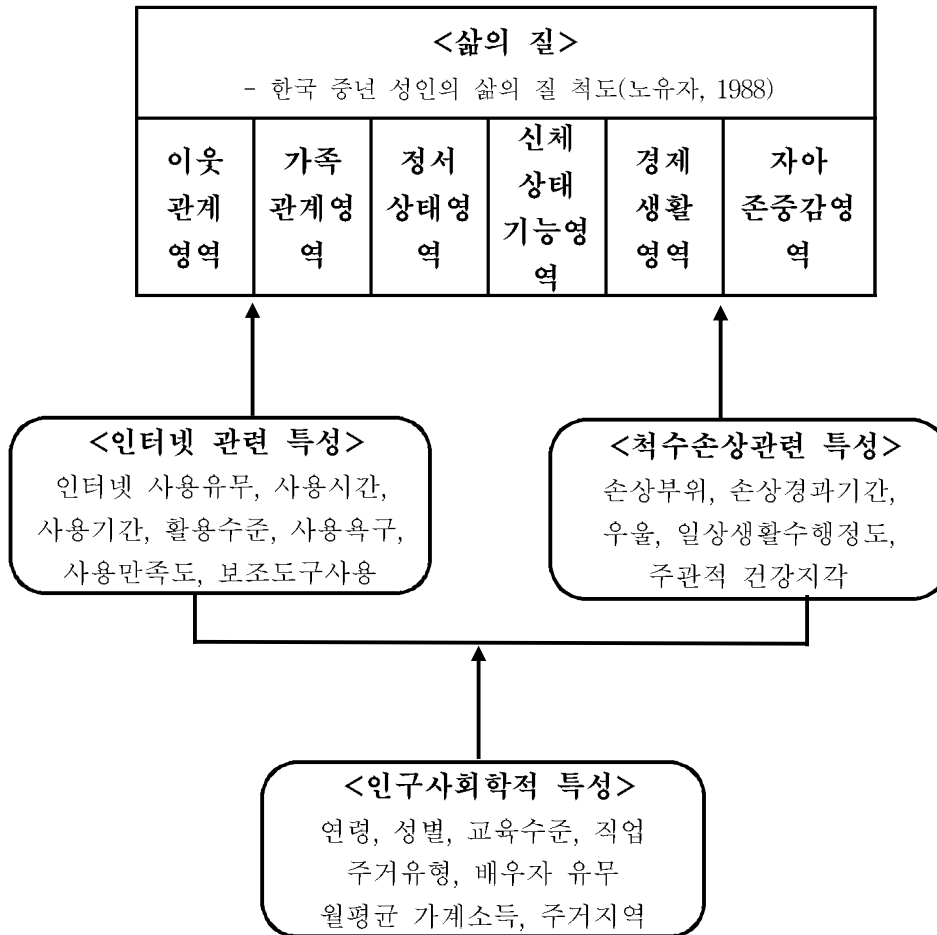 <삶의 질>
- 한국 중년 성인의 삶의 질 척도(노유자, 1988)
이웃
관계
영역
가족
관계영
역
정서
상태영
역
신체
상태
기능영
역
경제
생활
영역
자아
존중감영
역
<인터넷 관련 특성>
인터넷 사용유무, 사용시간,
사용기간, 활용수준, 사용욕구,
사용만족도, 보조도구사용
<척수손상관련 특성>
손상부위, 손상경과기간,
우울, 일상생활수행정도,
주관적 건강지각
<인구사회학적 특성>
연령, 성별, 교육수준, 직업
주거유형, 배우자 유무
월평균 가계소득, 주거지역